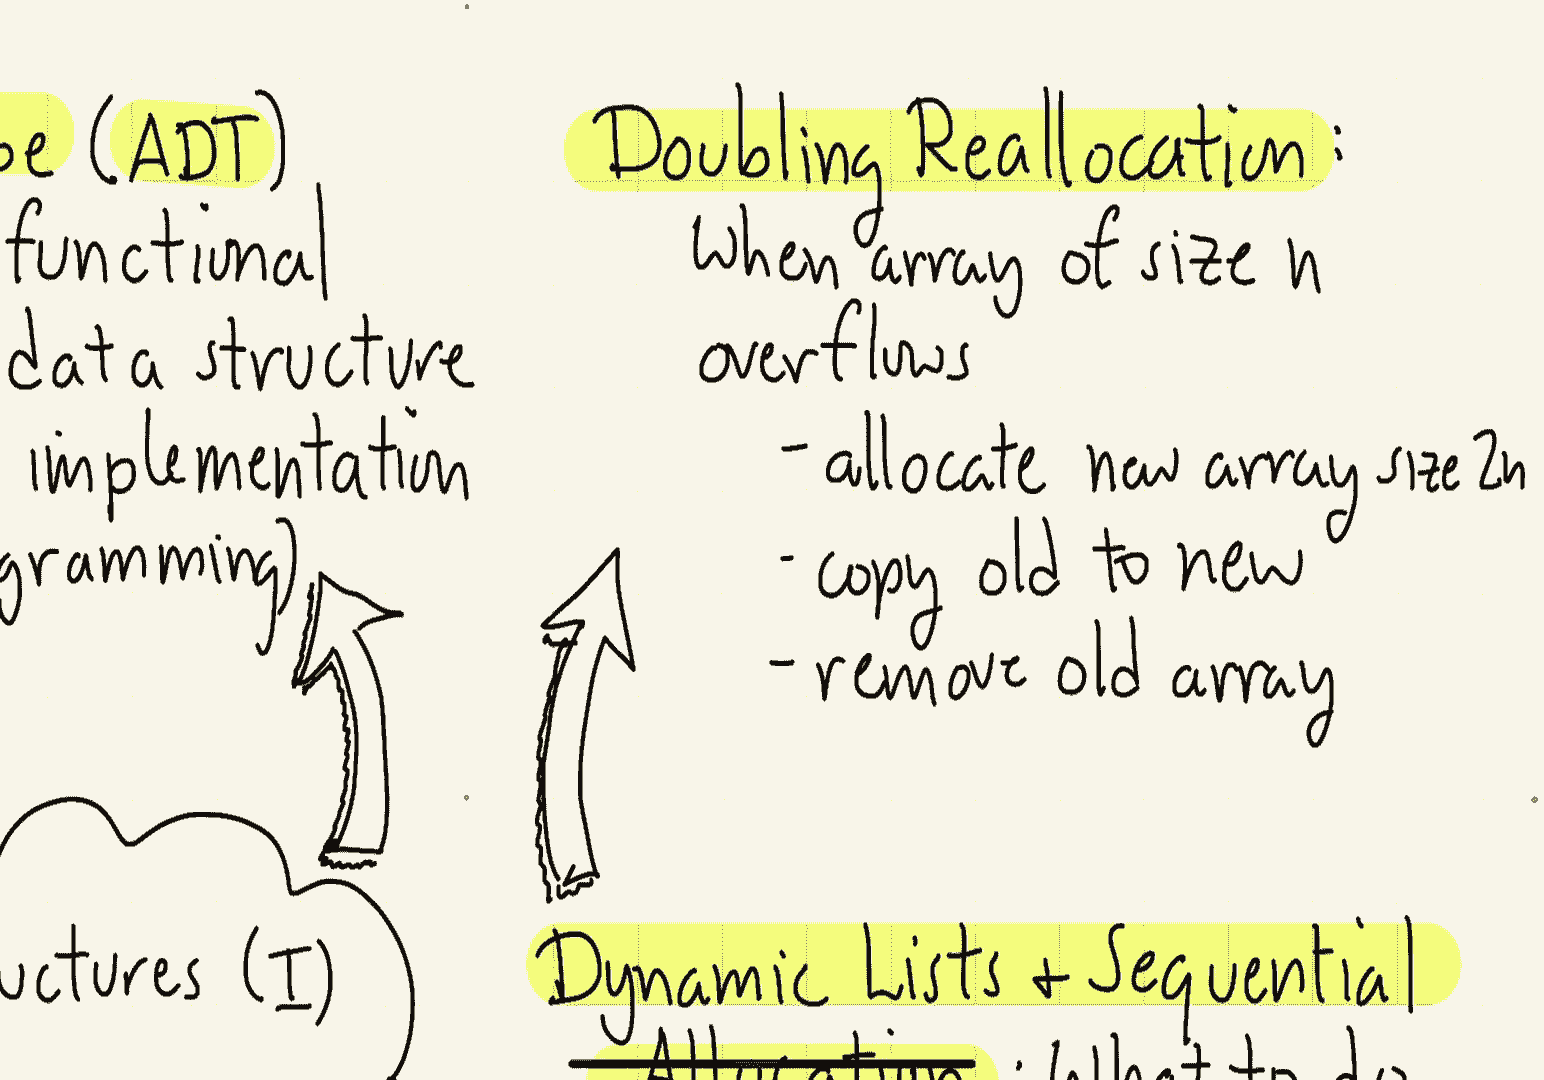 (ADT)
functional
data structure
implementation
gramming)
Doubling Reallocation:
When array of size n
overflows
- allocate new array size 2n
- copy old to new
- remove old array
uctures (I)
Dynamic Lists + Sequential
Allocation : What to do